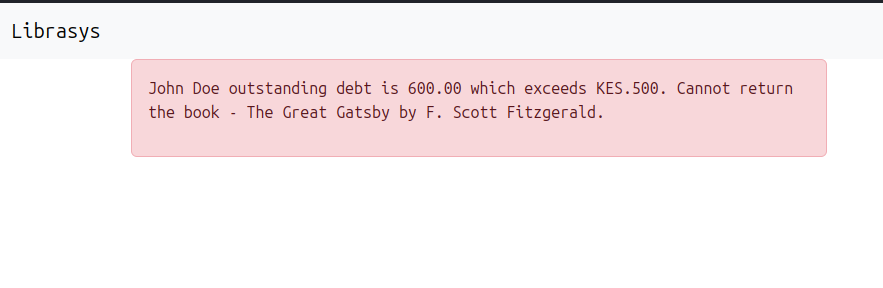 Librasys
John Doe outstanding debt is 600.00 which exceeds KES.500. Cannot return
the book - The Great Gatsby by F. Scott Fitzgerald.